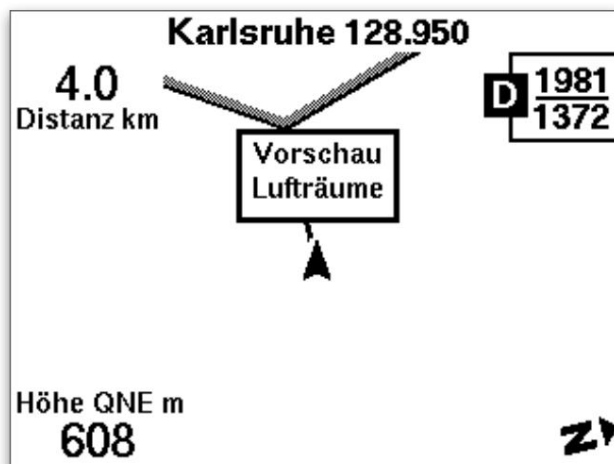 Karlsruhe 128.950
4.0
Distanz km
D
1981
1372
Vorschau
Lufträume
Höhe QNE m
608
N